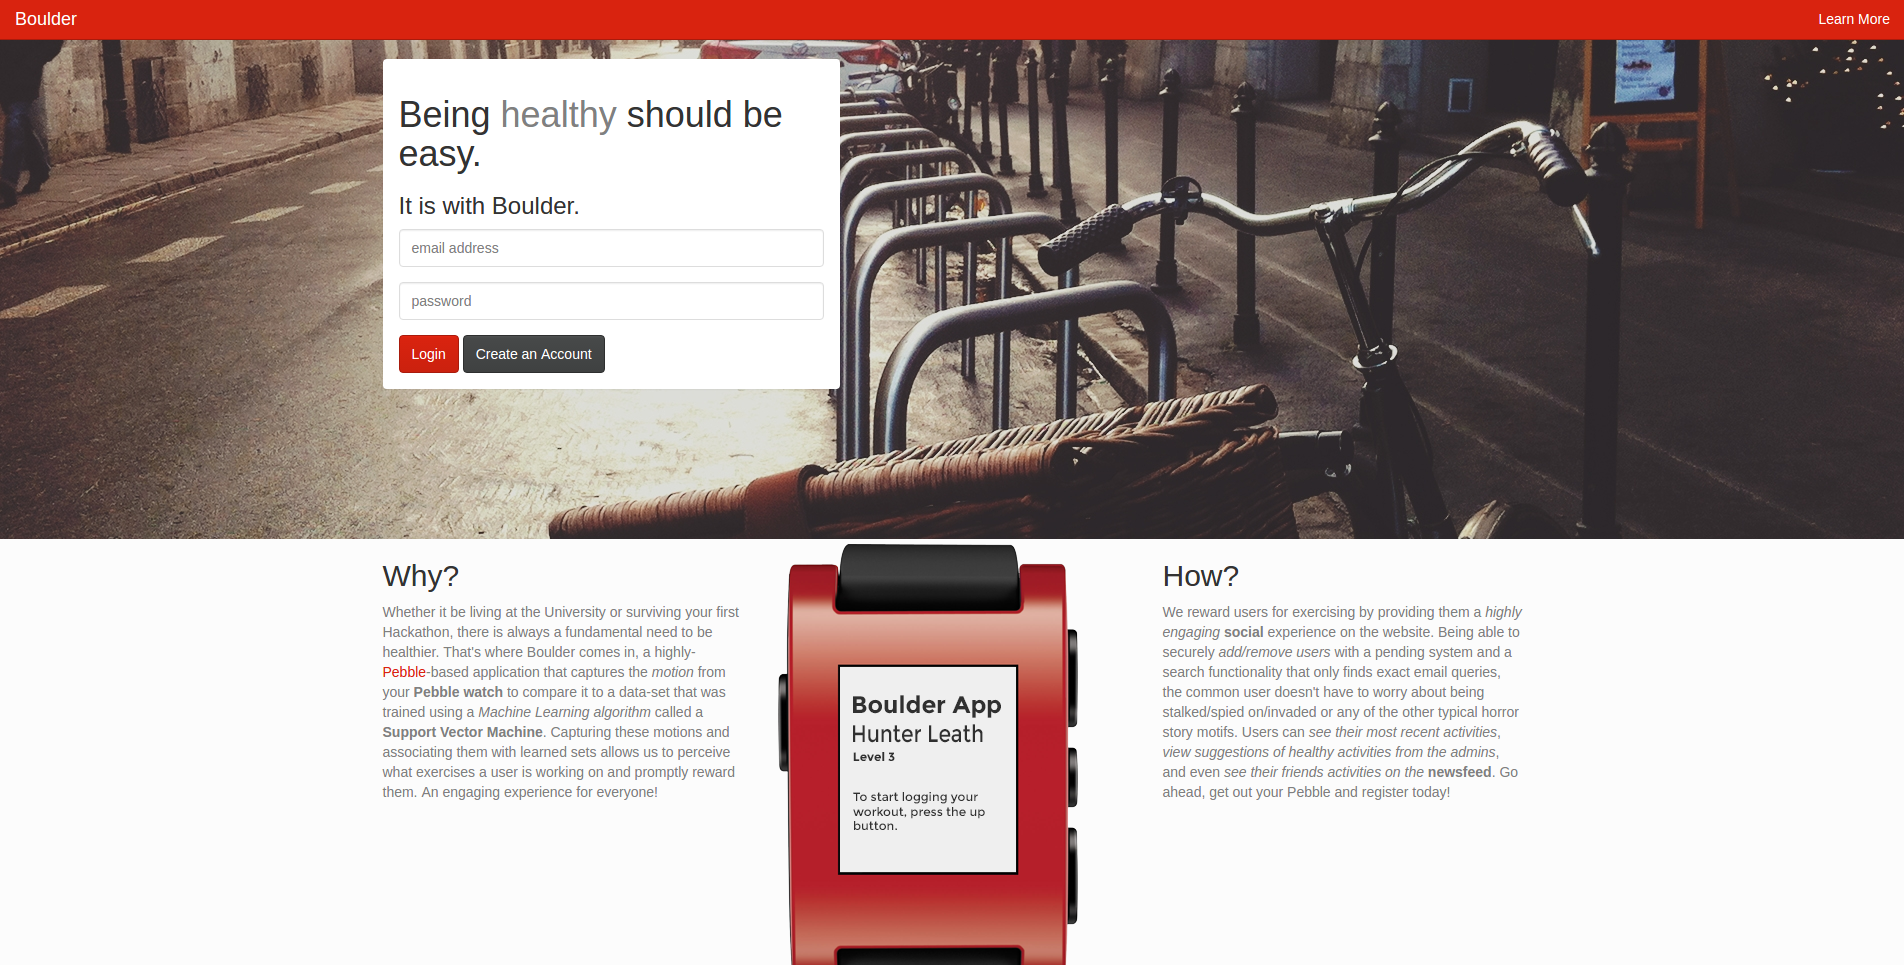 Boulder
Learn More
Being healthy should be
easy.
It is with Boulder.
email address
password
Login
Create an Account
Why?
Whether it be living at the University or surviving your first
Hackathon, there is always a fundamental need to be
healthier. That's where Boulder comes in, a highly-
Pebble-based application that captures the motion from
your Pebble watch to compare it to a data-set that was
trained using a Machine Learning algorithm called a
Support Vector Machine. Capturing these motions and
associating them with learned sets allows us to perceive
what exercises a user is working on and promptly reward
them. An engaging experience for everyone!
Boulder App
Hunter Leath
Level 3
To start logging your
workout, press the up
button.
How?
We reward users for exercising by providing them a highly
engaging social experience on the website. Being able to
securely add/remove users with a pending system and a
search functionality that only finds exact email queries,
the common user doesn't have to worry about being
stalked/spied on/invaded or any of the other typical horror
story motifs. Users can see their most recent activities,
view suggestions of healthy activities from the admins,
and even see their friends activities on the newsfeed. Go
ahead, get out your Pebble and register today!